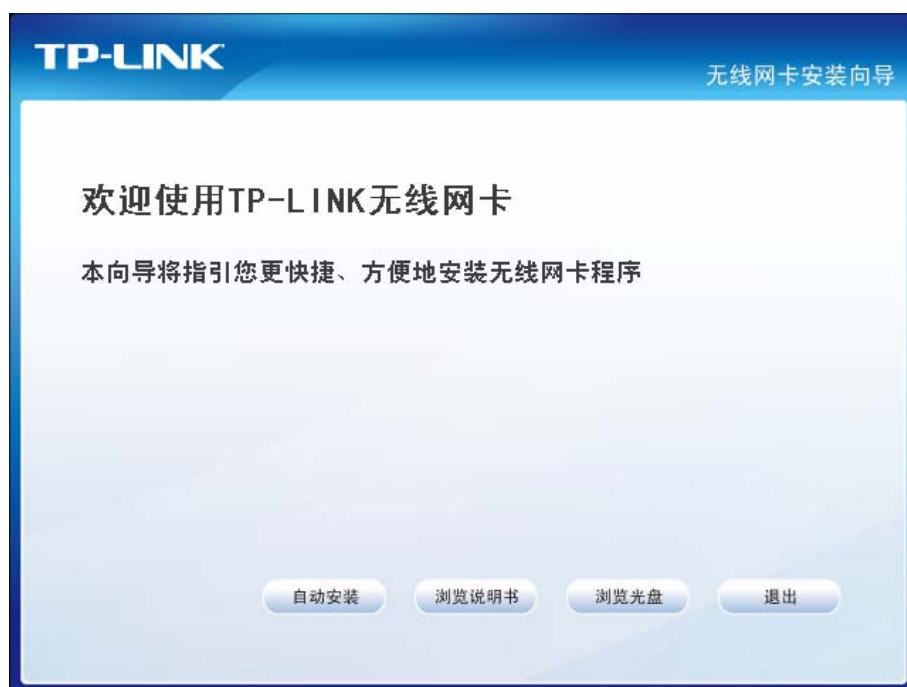 TP-LINK
无线网卡安装向导
欢迎使用TP-LINK无线网卡
本向导将指引您更快捷、方便地安装无线网卡程序
自动安装 浏览说明书 浏览光盘 退出